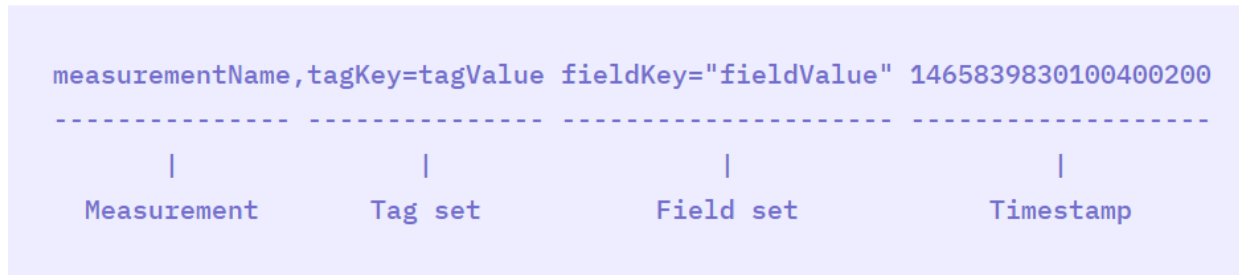 measurementName,tagKey=tagValue fieldKey="fieldValue" 1465839830100400200
--------------- --------------- --------------------- -------------------
| | | |
Measurement Tag set Field set Timestamp